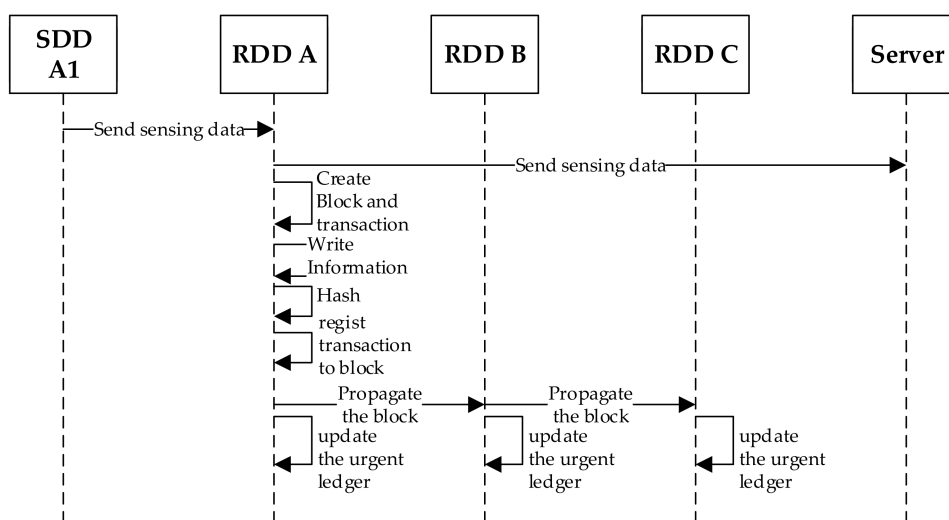 SDD
A1
RDD A
RDD B
RDD C
Server
Send sensing data
Send sensing data
Create
Block and
transaction
Write
Information
Hash
regist
transaction
to block
Propagate
the block
Propagate
the block
update
the urgent
ledger
update
the urgent
ledger
update
the urgent
ledger